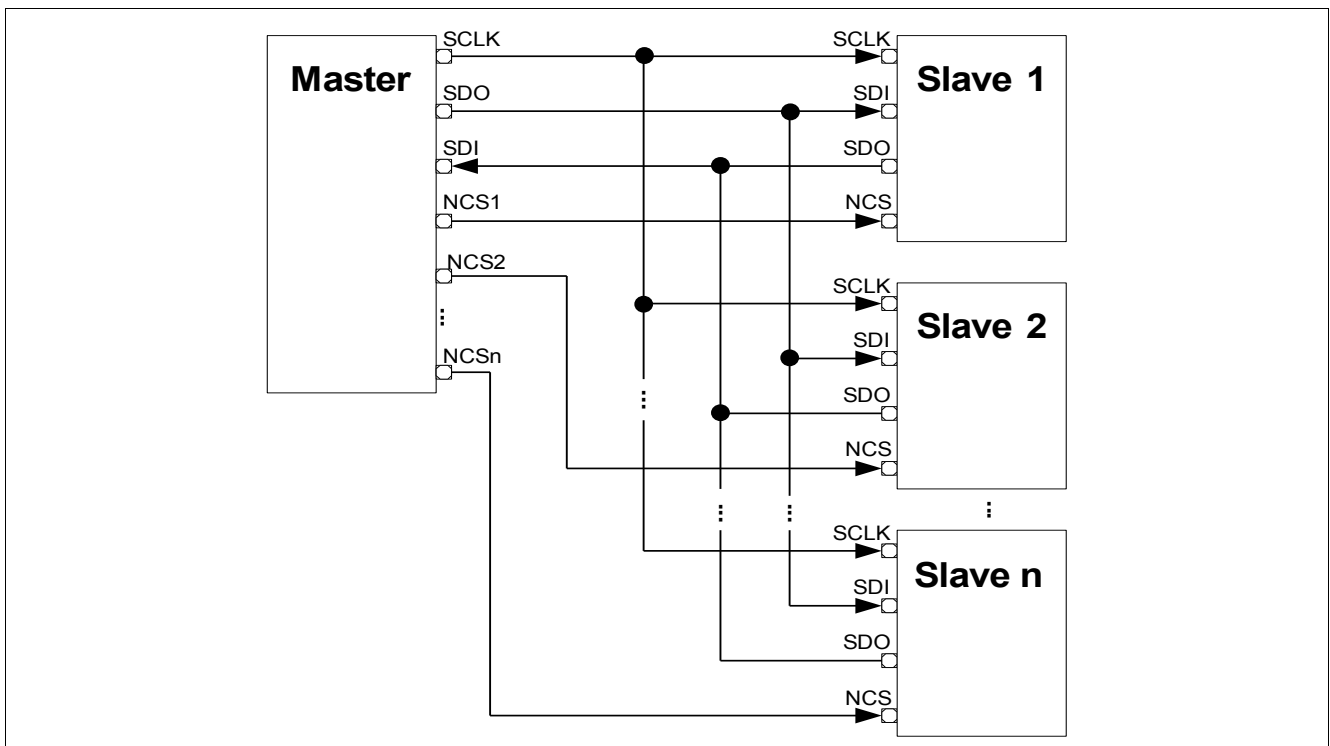 Master
SCLK
SDO
SDI
NCS1
NCS2
⋮
NCSn
SCLK
SDI
SDO
NCS
Slave 1
SCLK
SDI
SDO
NCS
Slave 2
⋮
⋮
⋮
⋮
SCLK
SDI
SDO
NCS
Slave n